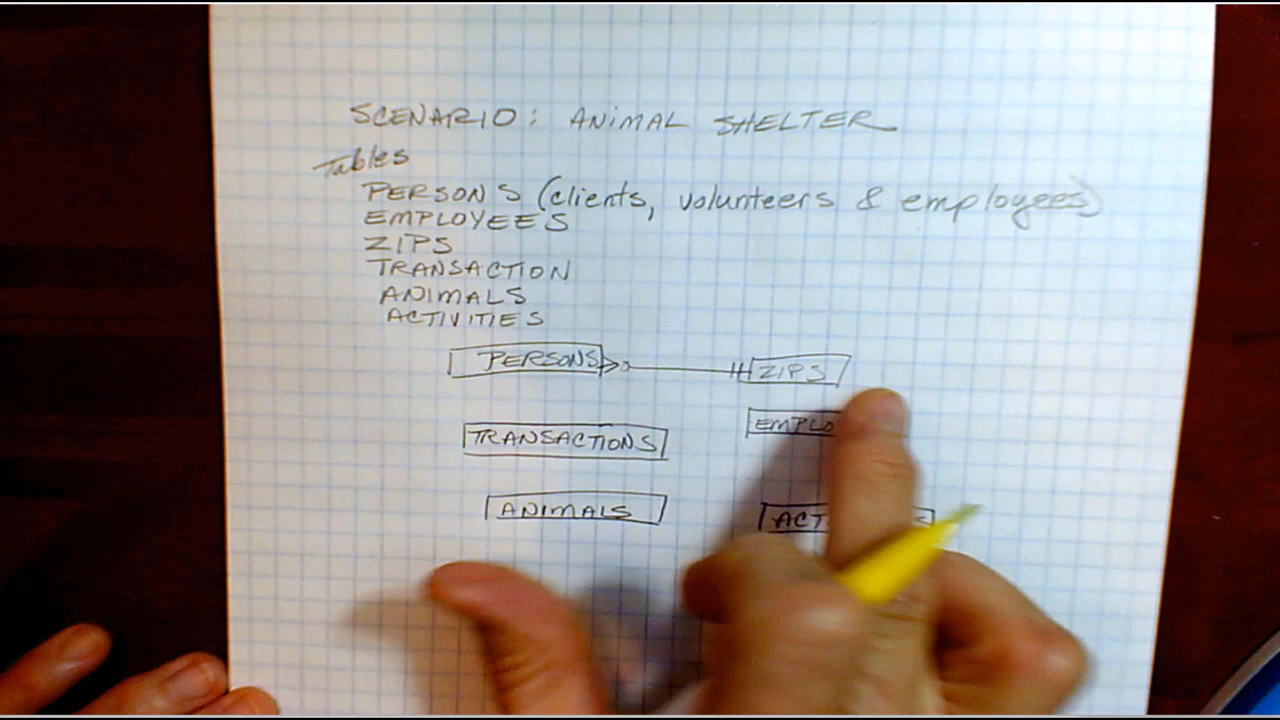 SCENARIO: ANIMAL SHELTER
Tables
PERSONS (clients, volunteers & employees)
EMPLOYEES
ZIPS
TRANSACTION
ANIMALS
ACTIVITIES
PERSONS ZIPS
TRANSACTIONS
ANIMALS